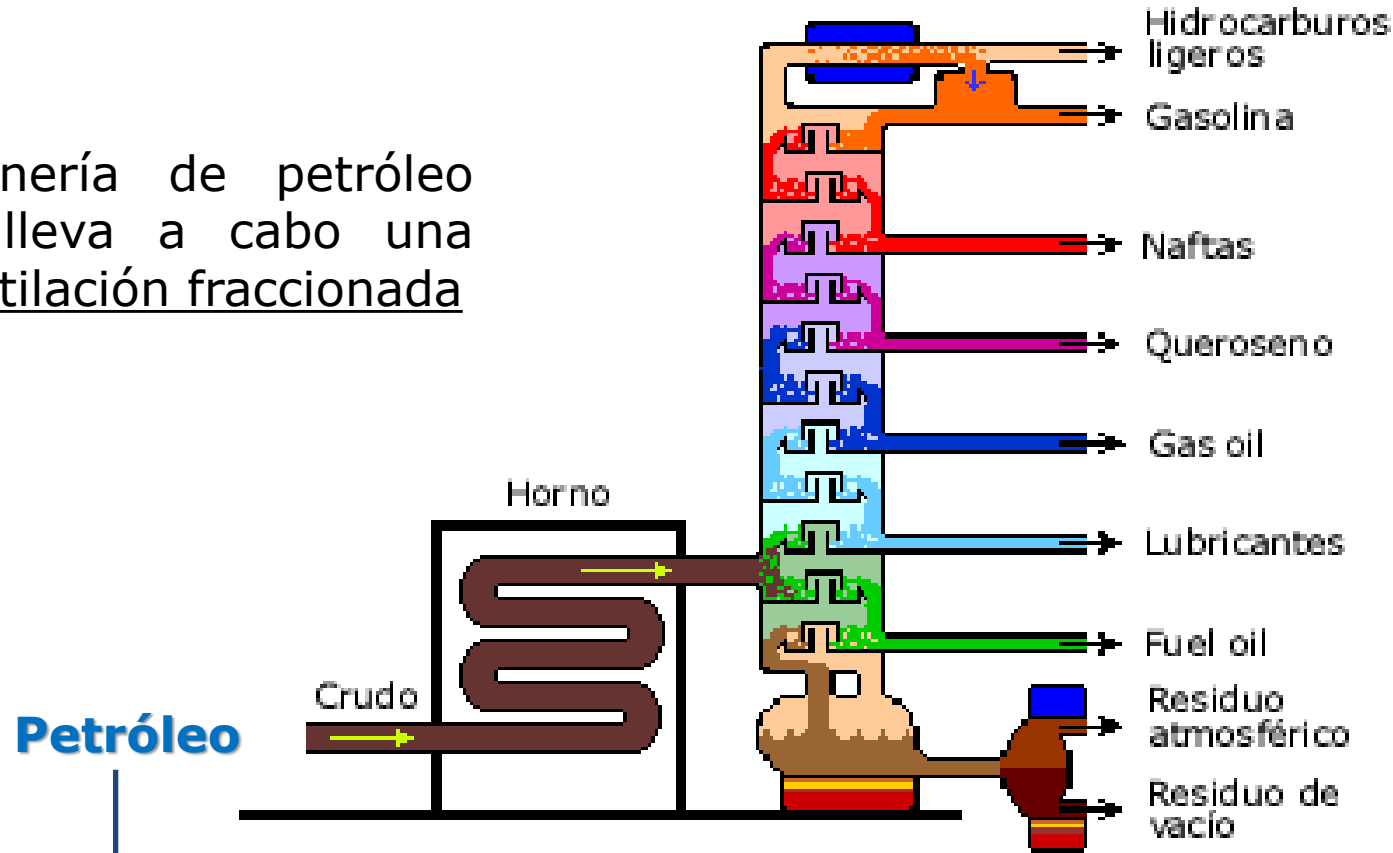 Hidrocarburos
ligeros
Gasolina
nería de petróleo
lleva a cabo una
tilación fraccionada
Naftas
Queroseno
Gas oil
Horno
Lubricantes
Fuel oil
Crudo
Petróleo
Residuo
atmosférico
Residuo de
vacío